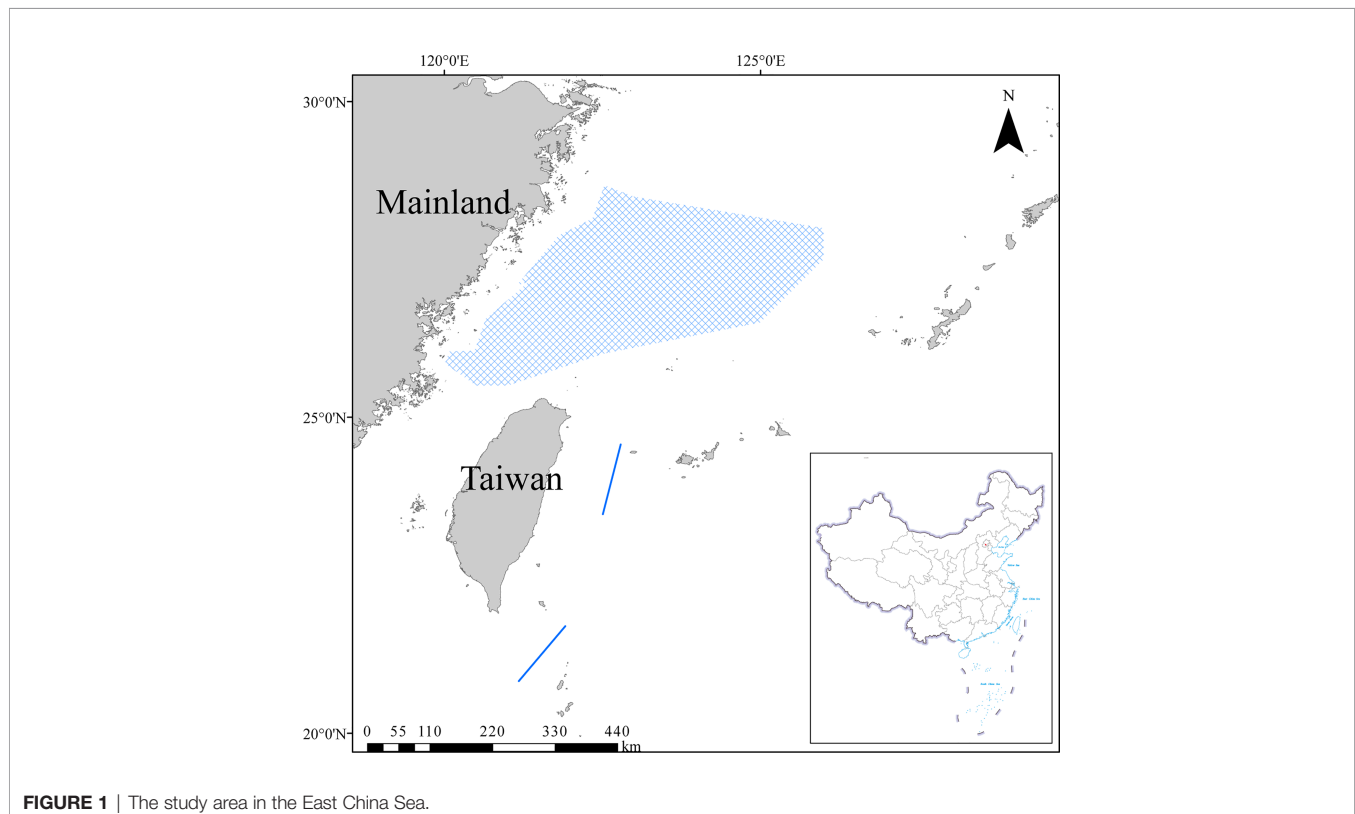 120°0'E 125°0'E
30°0'N
N
Mainland
25°0'N
Taiwan
20°0'N
0 55 110 220 330 440
km
FIGURE 1 | The study area in the East China Sea.